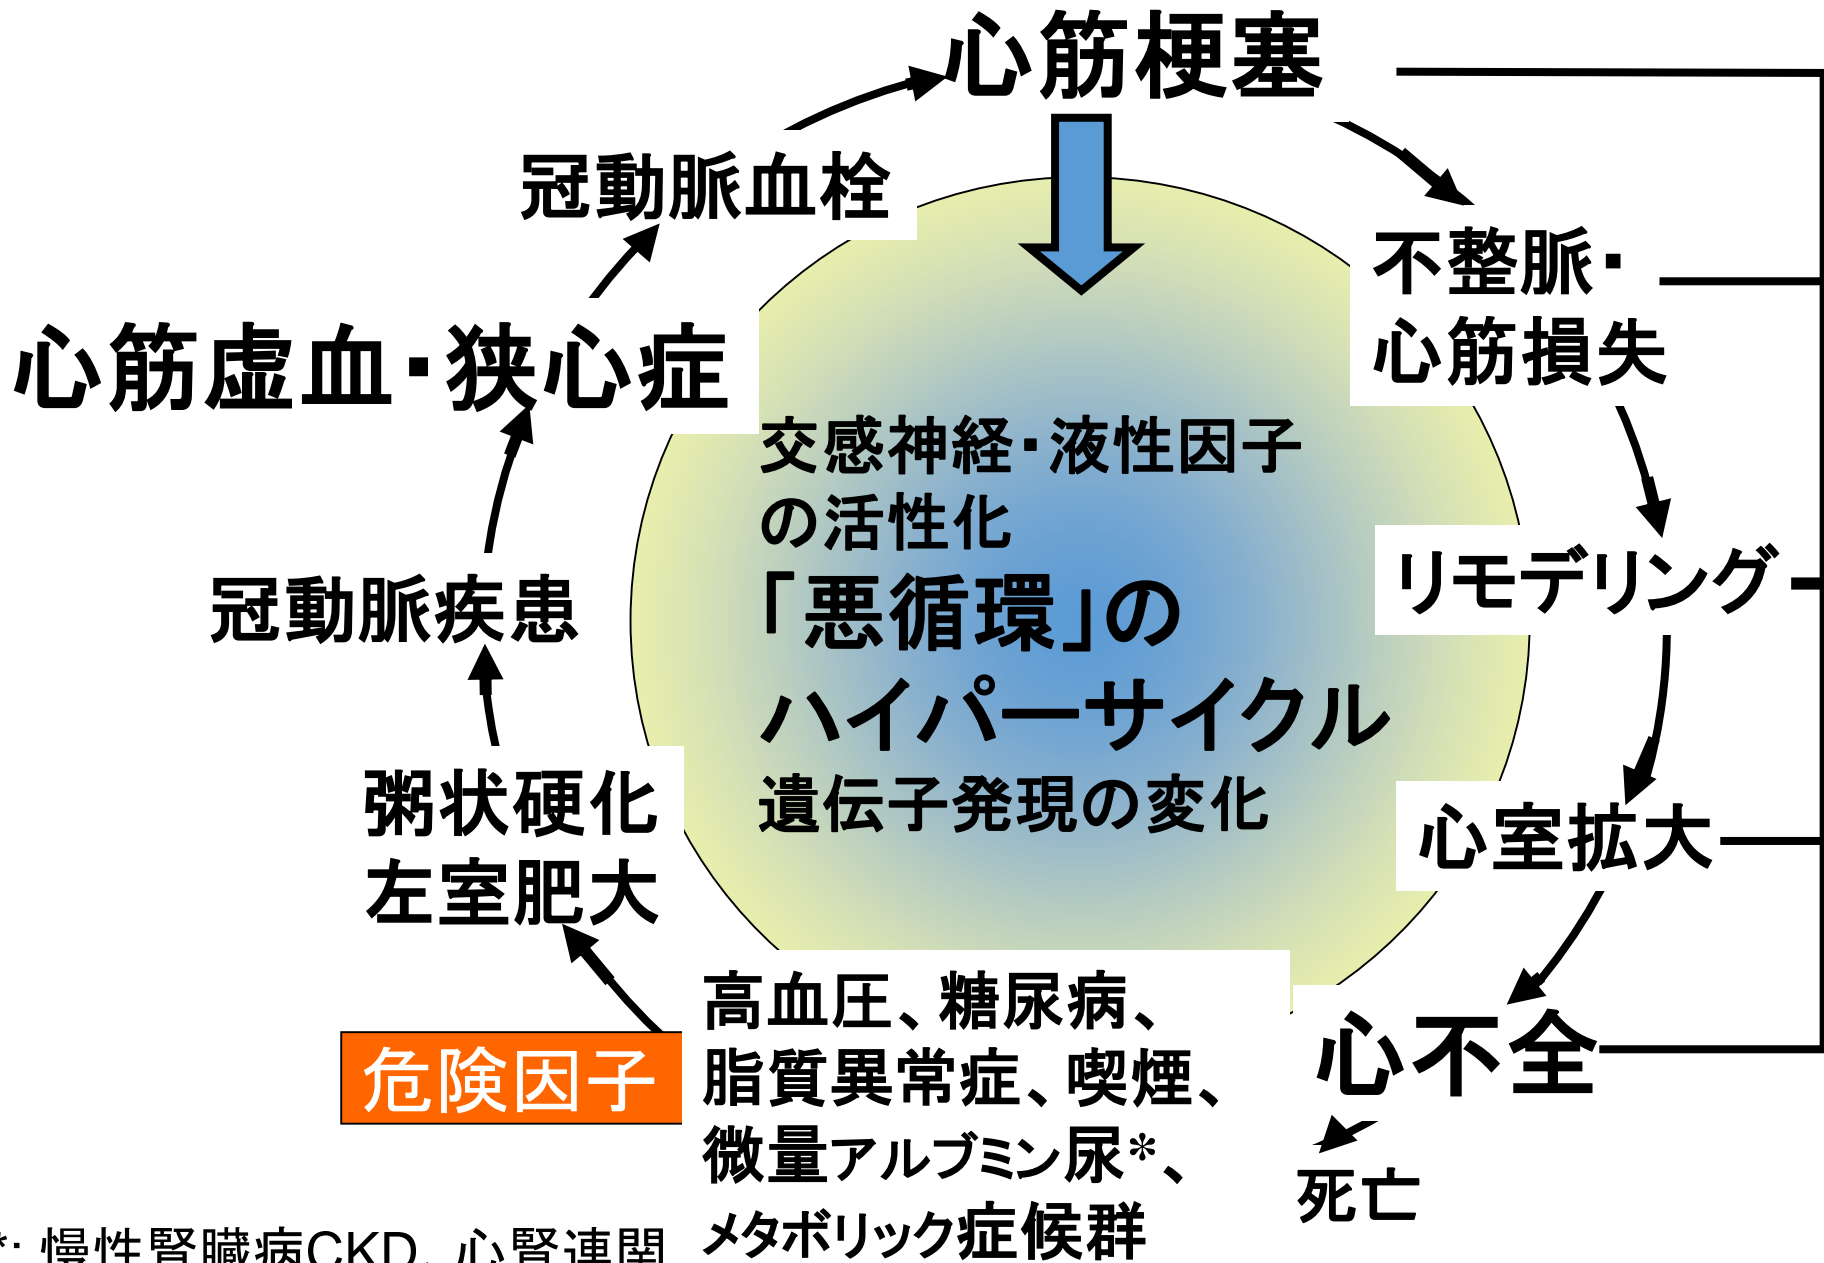 心筋梗塞
冠動脈血栓
不整脈・
心筋損失
心筋虚血・狭心症
交感神経・液性因子
の活性化
「悪循環」の
ハイパーサイクル
遺伝子発現の変化
冠動脈疾患
リモデリング
粥状硬化
左室肥大
心室拡大
危険因子
高血圧、糖尿病、
脂質異常症、喫煙、
微量アルブミン尿*、
メタボリック症候群
心不全
死亡
*: 慢性腎臓病CKD, 心腎連関